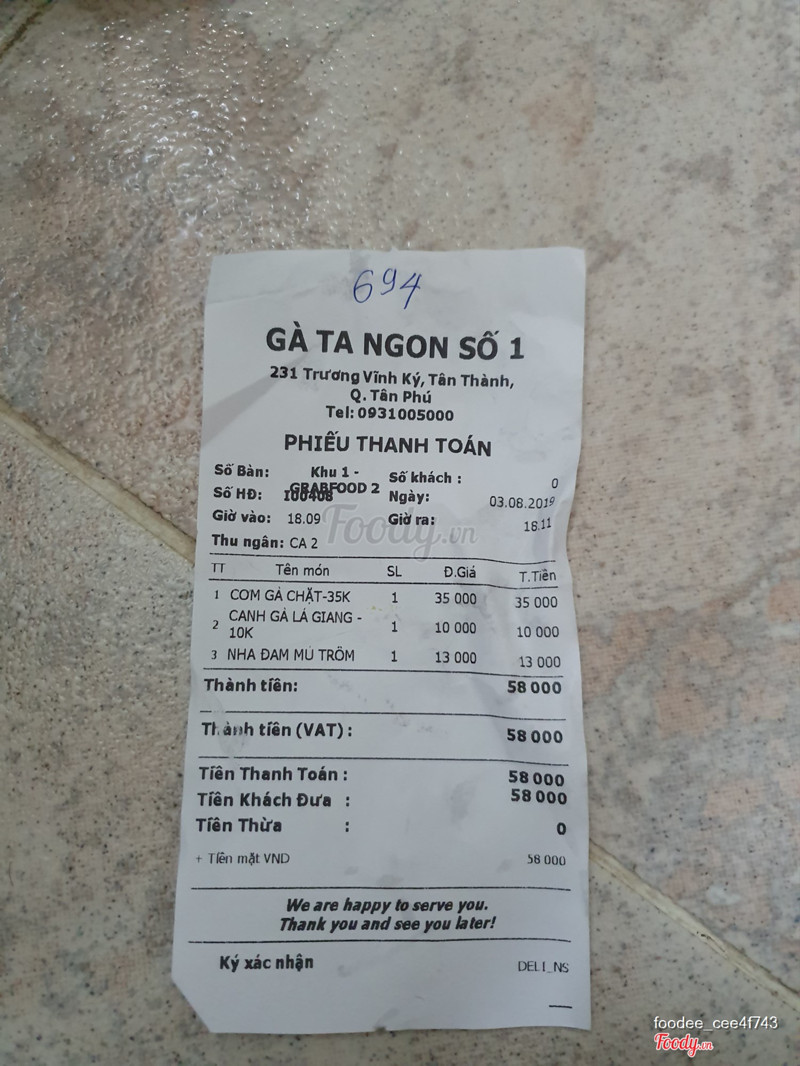 694
GÀ TA NGON SỐ 1
231 Trương Vĩnh Ký, Tân Thành,
Q. Tân Phú
Tel: 0931005000
PHIẾU THANH TOÁN
Số Bàn: Khu 1 - GRABFOOD 2 Số khách : 0
Số HĐ: I00408 Ngày: 03.08.2019
Giờ vào: 18.09 Giờ ra: 18.11
Thu ngân: CA 2
TT Tên món SL Đ.Giá T.Tiền
1 CƠM GÀ CHẶT-35K 1 35 000 35 000
2 CANH GÀ LÁ GIANG - 10K 1 10 000 10 000
3 NHA ĐAM MỦ TRÔM 1 13 000 13 000
Thành tiền: 58 000
Thành tiền (VAT) : 58 000
Tiền Thanh Toán : 58 000
Tiền Khách Đưa : 58 000
Tiền Thừa : 0
+ Tiền mặt VND 58 000
We are happy to serve you.
Thank you and see you later!
Ký xác nhận DELI_NS
Foody.vn
foodee_cee4f743
Foody.vn